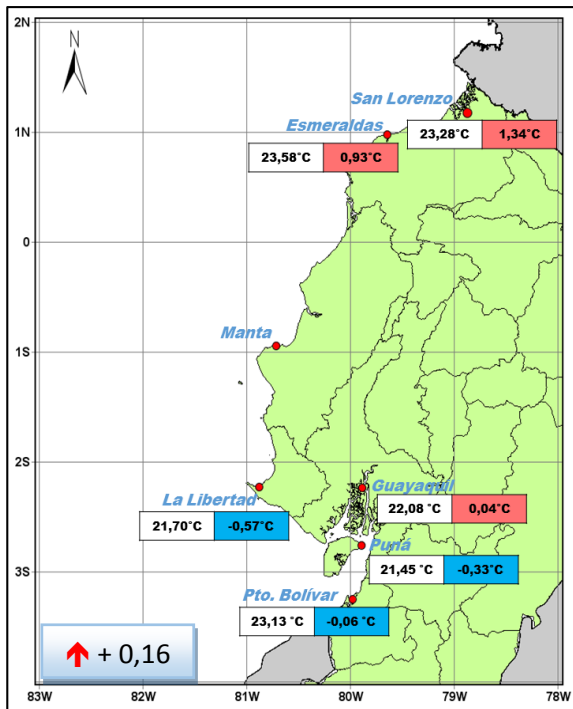 2N
N
San Lorenzo
Esmeraldas
1N
23,28°C 1,34°C
23,58°C 0,93°C
0
Manta
1S
2S
Guayaquil
La Libertad
22,08 °C 0,04°C
21,70°C -0,57°C
Puná
3S
21,45 °C -0,33°C
Pto. Bolívar
23,13 °C -0,06 °C
+ 0,16
83W 82W 81W 80W 79W 78W